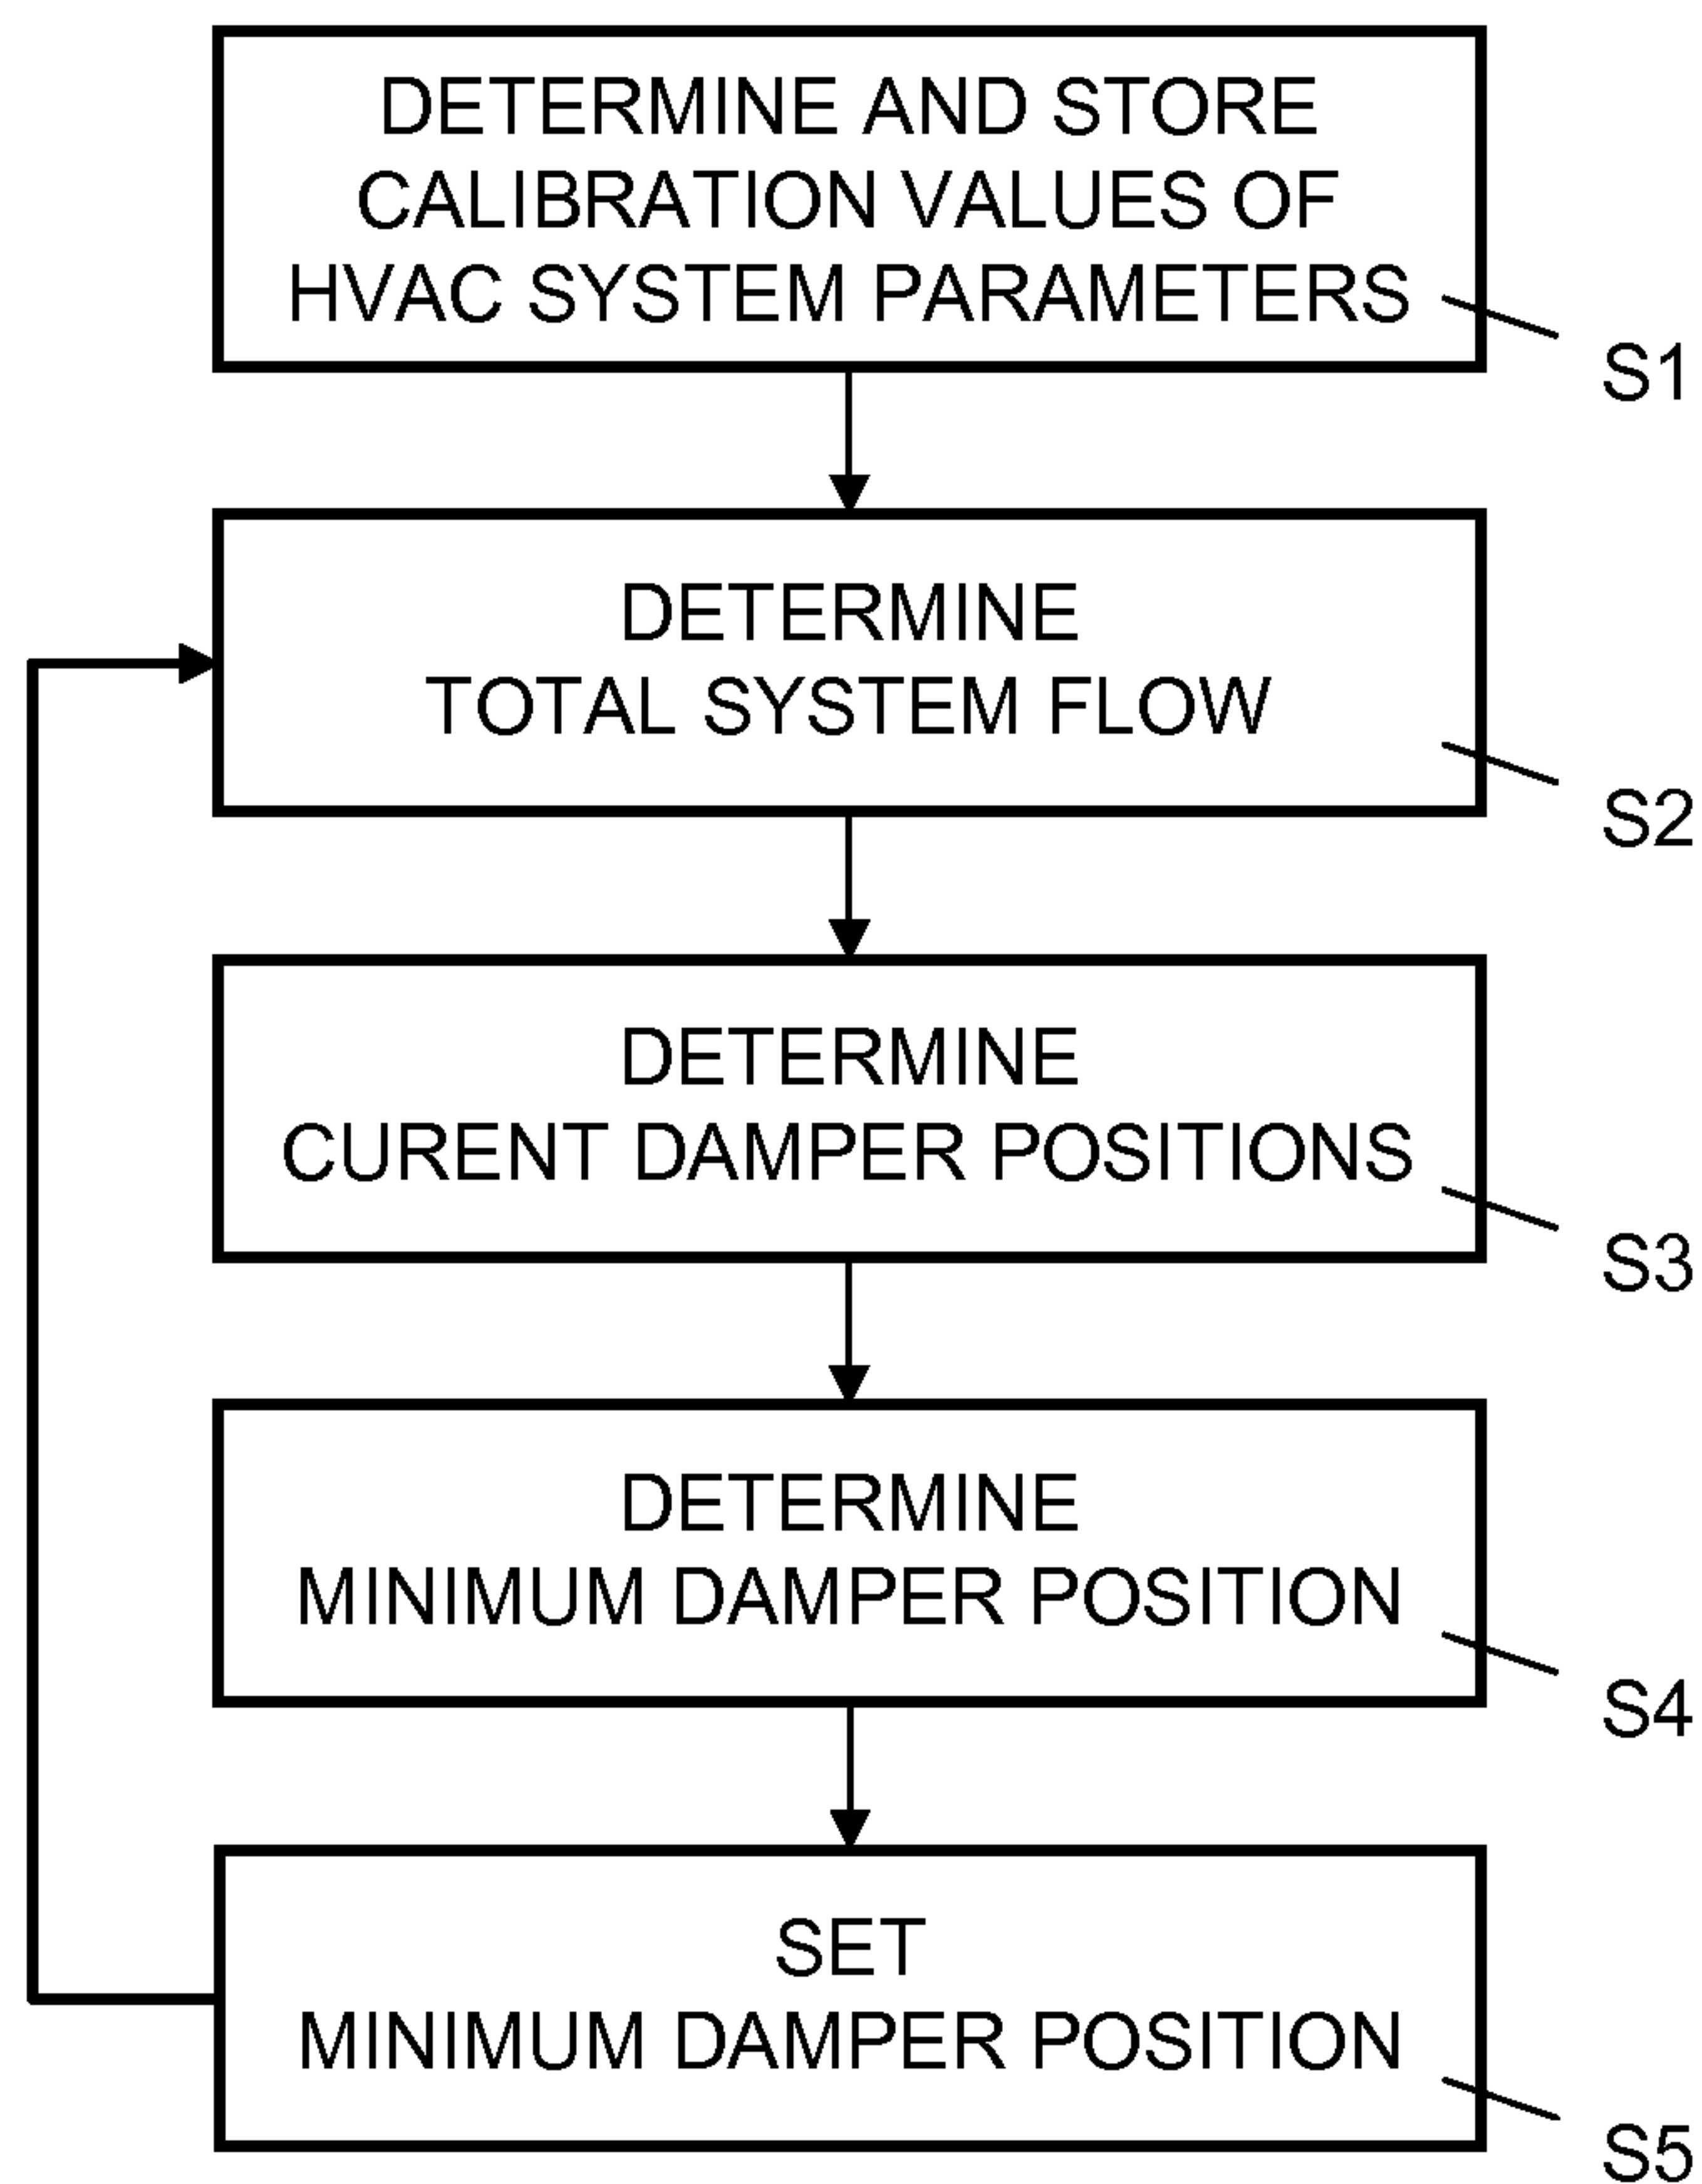 DETERMINE AND STORE
CALIBRATION VALUES OF
HVAC SYSTEM PARAMETERS
S1
DETERMINE
TOTAL SYSTEM FLOW
S2
DETERMINE
CURENT DAMPER POSITIONS
S3
DETERMINE
MINIMUM DAMPER POSITION
S4
SET
MINIMUM DAMPER POSITION
S5